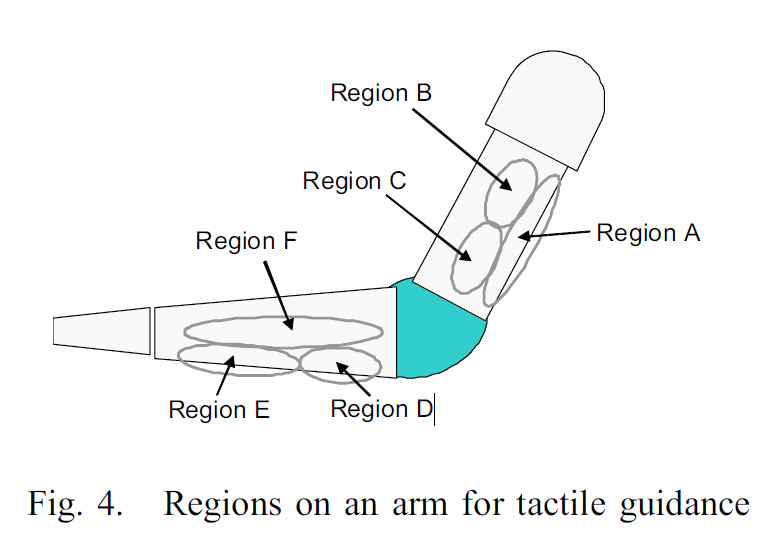 Region B
Region C
Region A
Region F
Region E
Region D
Fig. 4. Regions on an arm for tactile guidance